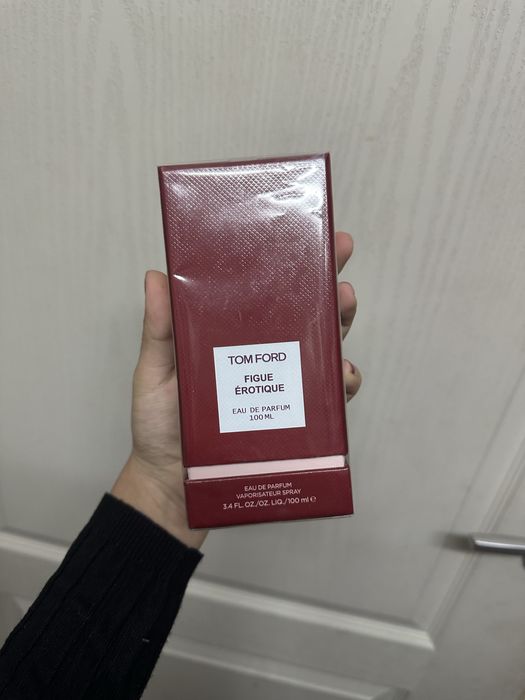 TOM FORD
FIGUE
ÉROTIQUE
EAU DE PARFUM
100 ML
EAU DE PARFUM
VAPORISATEUR SPRAY
3.4 FL. OZ./OZ. LIQ./100 ml ℮